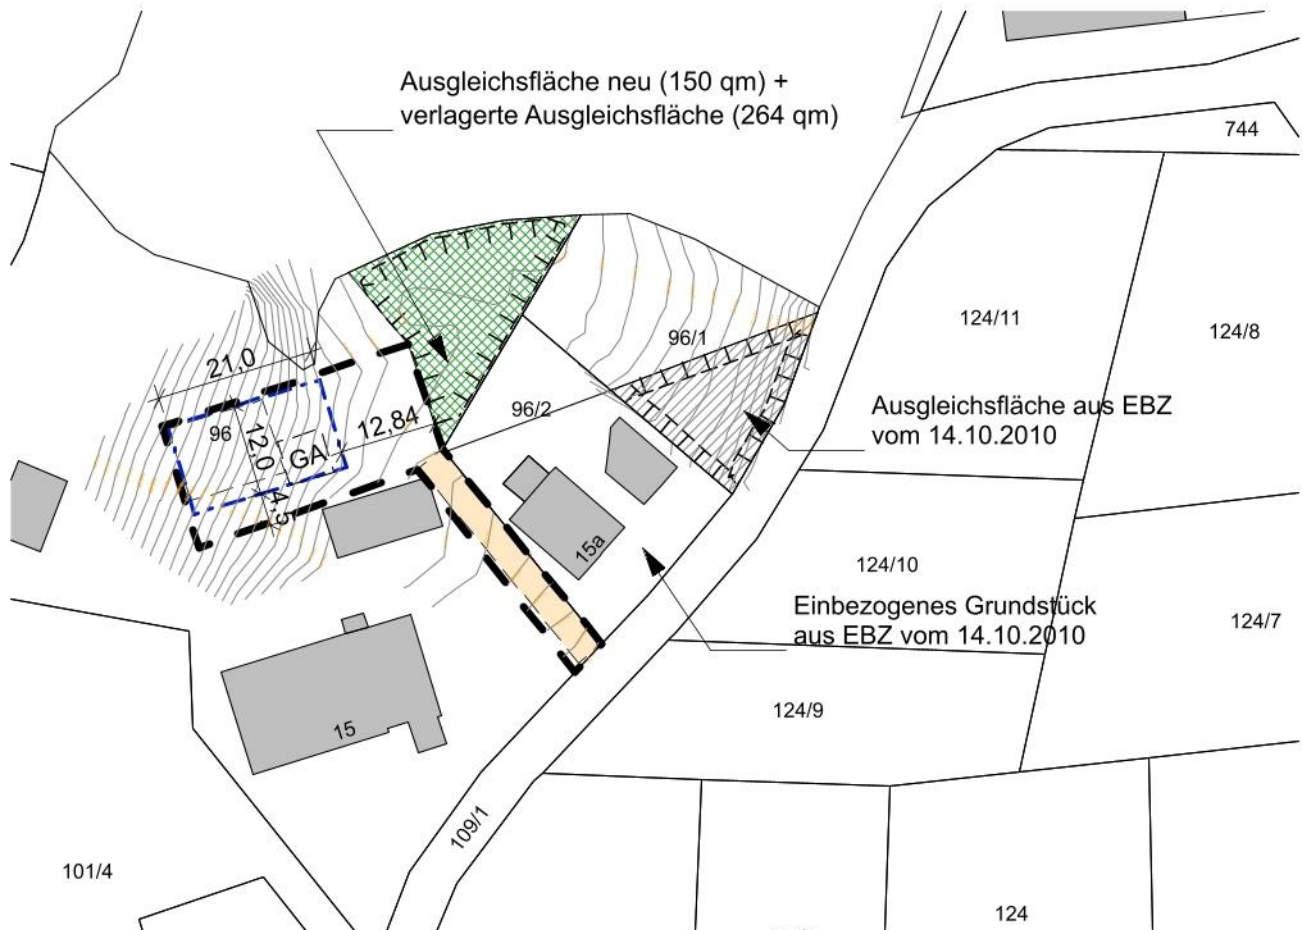 Ausgleichsfläche neu (150 qm) +
verlagerte Ausgleichsfläche (264 qm)
744
124/11
124/8
96/1
21,0
96/2
12,84
Ausgleichsfläche aus EBZ
vom 14.10.2010
96
12,0
GA
4,5
15a
124/10
Einbezogenes Grundstück
aus EBZ vom 14.10.2010
124/7
124/9
15
109/1
101/4
124